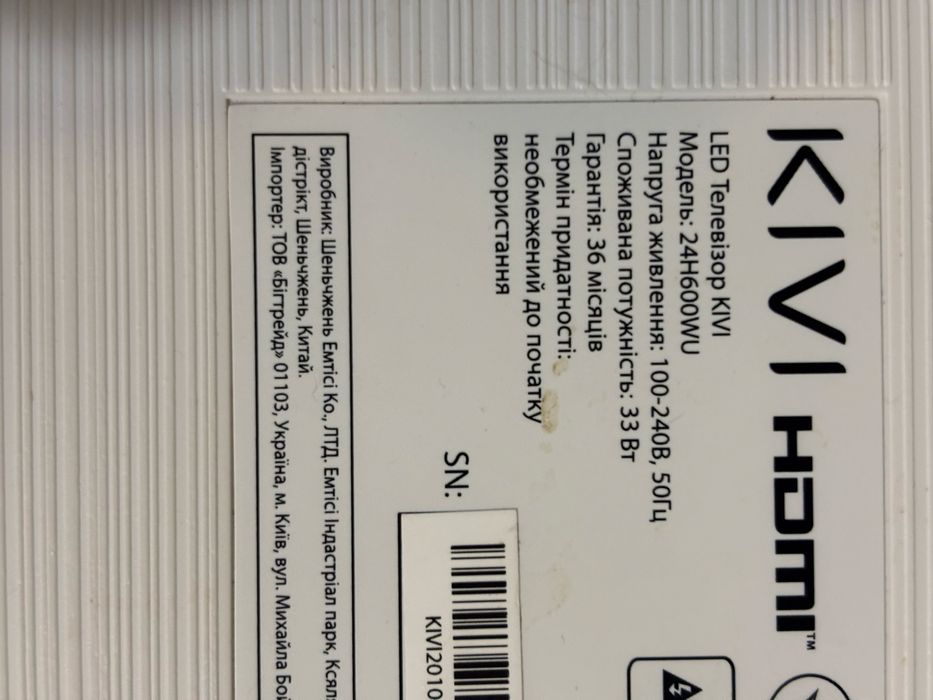 KIVI HDMI™
LED Телевізор KIVI
Модель: 24H600WU
Напруга живлення: 100-240В, 50Гц
Споживана потужність: 33 Вт
Гарантія: 36 місяців
Термін придатності:
необмежений до початку
використання
SN:
KIVI2010
Виробник: Шеньчжень Емтісі Ко., ЛТД. Емтісі Індастріал парк,
дістрікт, Шеньчжень, Китай.
Імпортер: ТОВ «Бігтрейд» 01103, Україна, м. Київ, вул. Михайла